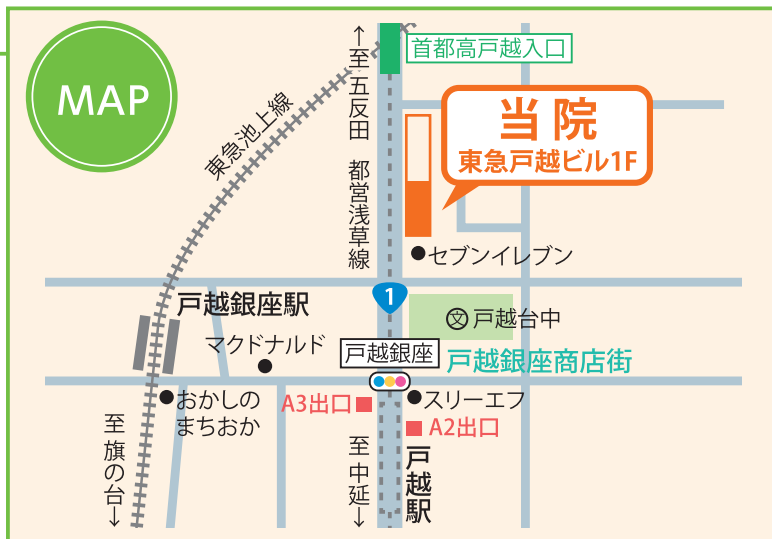 MAP
首都高戸越入口
←至 五反田
都営浅草線
東急池上線
当院
東急戸越ビル1F
セブンイレブン
1
戸越銀座駅
文 戸越台中
マクドナルド
戸越銀座
戸越銀座商店街
おかしの
まちおか
A3出口
スリーエフ
A2出口
至 旗の台→
至 中延→
戸越駅